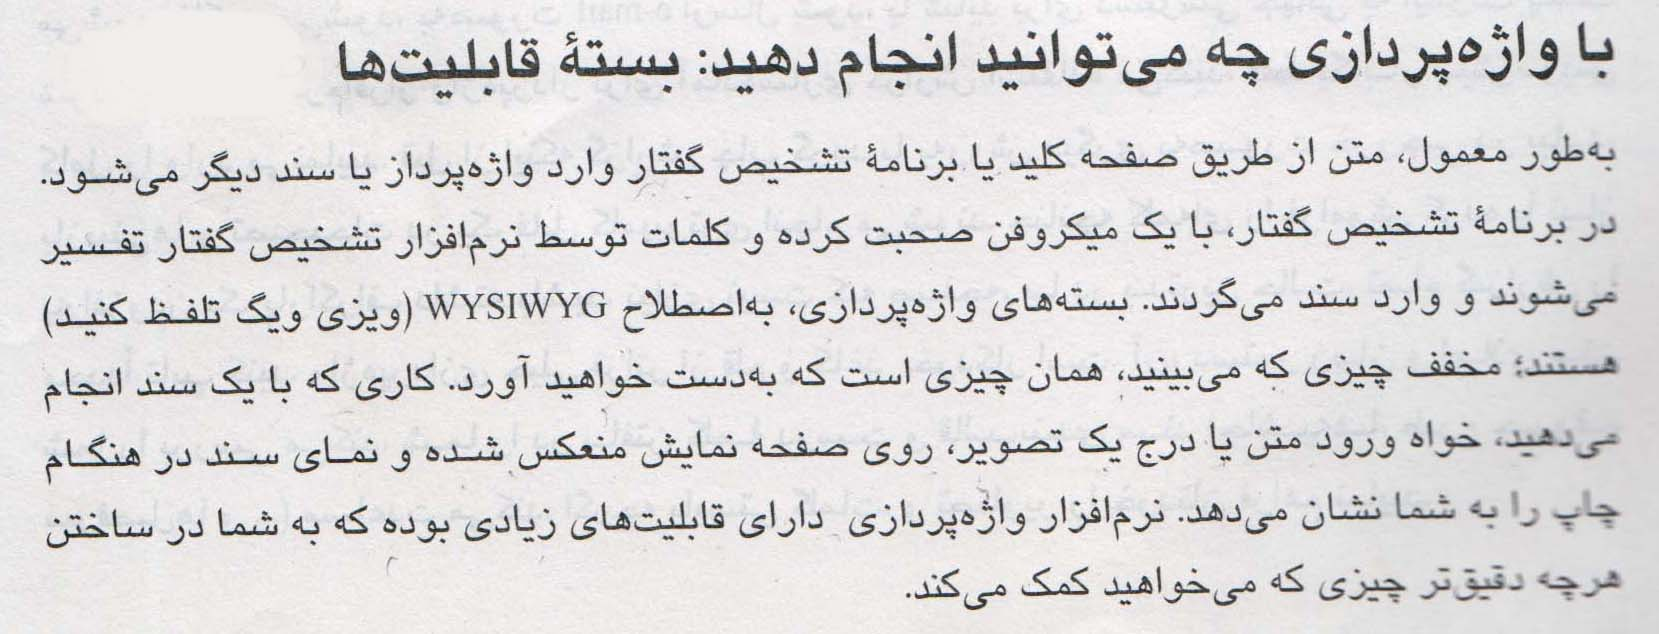 با واژه‌پردازی چه می‌توانید انجام دهید: بستهٔ قابلیت‌ها
به‌طور معمول، متن از طریق صفحه کلید یا برنامهٔ تشخیص گفتار وارد واژه‌پرداز یا سند دیگر می‌شود.
در برنامهٔ تشخیص گفتار، با یک میکروفن صحبت کرده و کلمات توسط نرم‌افزار تشخیص گفتار تفسیر
می‌شوند و وارد سند می‌گردند. بسته‌های واژه‌پردازی، به‌اصطلاح WYSIWYG (ویزی ویگ تلفظ کنید)
هستند؛ مخفف چیزی که می‌بینید، همان چیزی است که به‌دست خواهید آورد. کاری که با یک سند انجام
می‌دهید، خواه ورود متن یا درج یک تصویر، روی صفحه نمایش منعکس شده و نمای سند در هنگام
چاپ را به شما نشان می‌دهد. نرم‌افزار واژه‌پردازی دارای قابلیت‌های زیادی بوده که به شما در ساختن
هرچه دقیق‌تر چیزی که می‌خواهید کمک می‌کند.